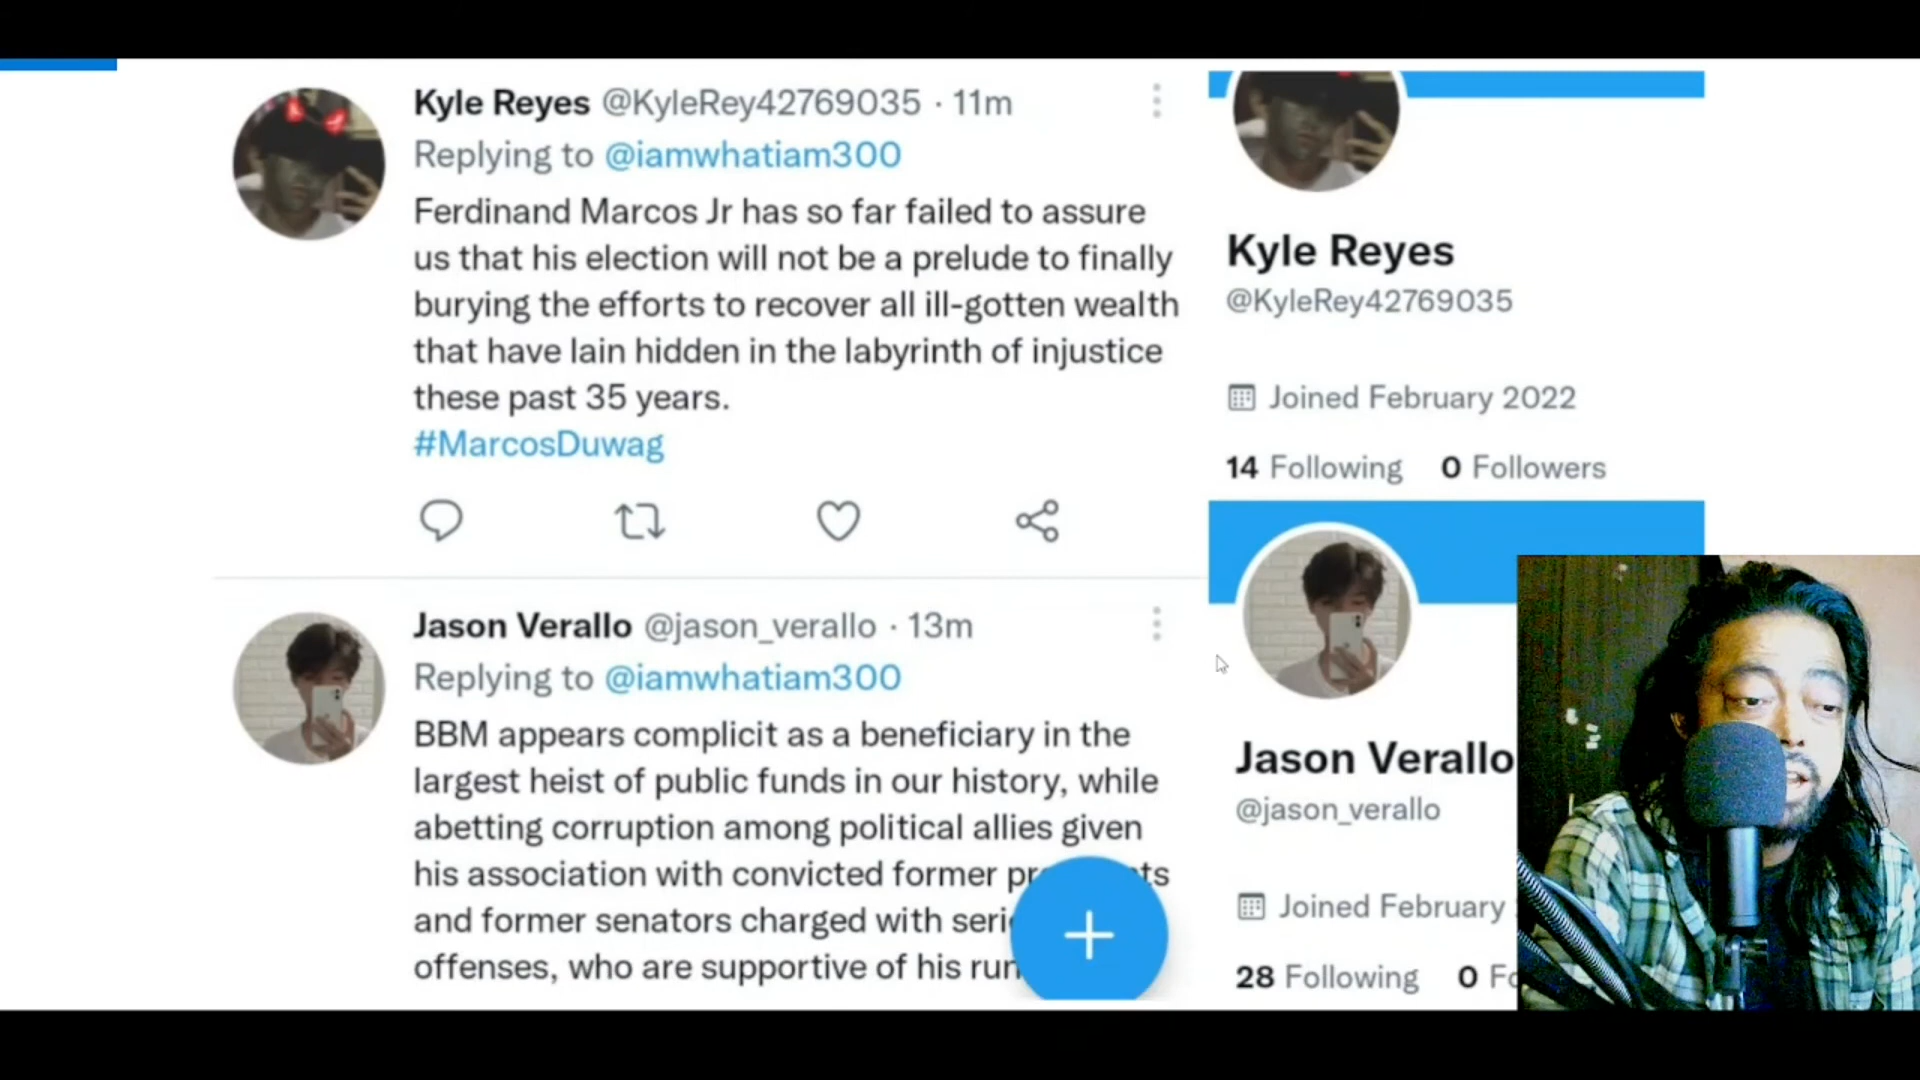 Kyle Reyes @KyleRey42769035 · 11m
Replying to @iamwhatiam300
Ferdinand Marcos Jr has so far failed to assure
us that his election will not be a prelude to finally
burying the efforts to recover all ill-gotten wealth
that have lain hidden in the labyrinth of injustice
these past 35 years.
#MarcosDuwag
Jason Verallo @jason_verallo · 13m
Replying to @iamwhatiam300
BBM appears complicit as a beneficiary in the
largest heist of public funds in our history, while
abetting corruption among political allies given
his association with convicted former
and former senators charged with
offenses, who are supportive of his
Kyle Reyes
@KyleRey42769035
Joined February 2022
14 Following 0 Followers
Jason Verallo
@jason_verallo
Joined February
28 Following 0